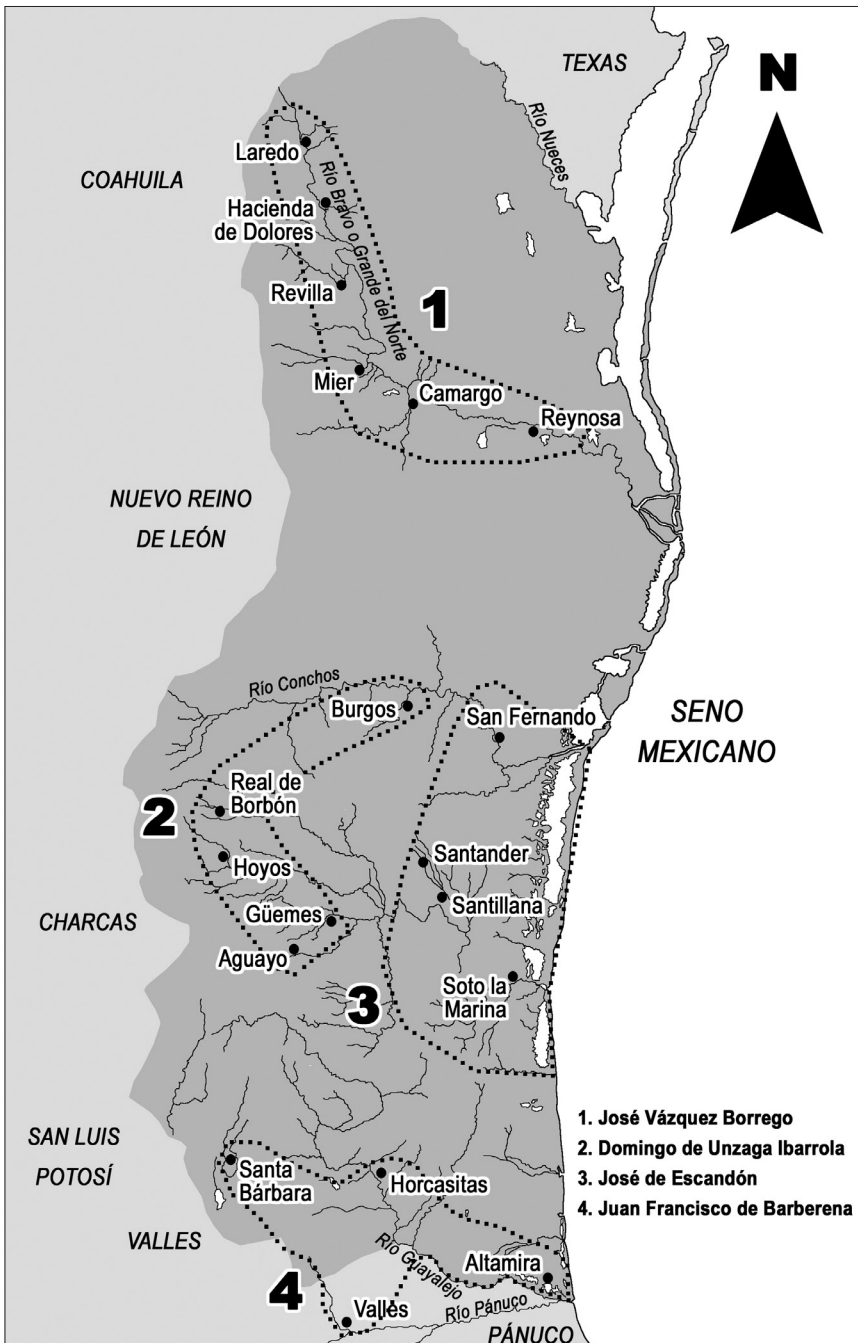 TEXAS
N
Río Nueces
Laredo
COAHUILA
Río Bravo o Grande del Norte
Hacienda
de Dolores
Revilla
1
Mier
Camargo
Reynosa
NUEVO REINO
DE LEÓN
Río Conchos
Burgos
San Fernando
SENO
MEXICANO
Real de
Borbón
2
Hoyos
Santander
Santillana
Güemes
CHARCAS
Aguayo
3
Soto la
Marina
1. José Vázquez Borrego
2. Domingo de Unzaga Ibarrola
3. José de Escandón
4. Juan Francisco de Barberena
SAN LUIS
POTOSÍ
Santa
Bárbara
Horcasitas
VALLES
Río Guayalejo
Altamira
4
Valles
Río Pánuco
PÁNUCO